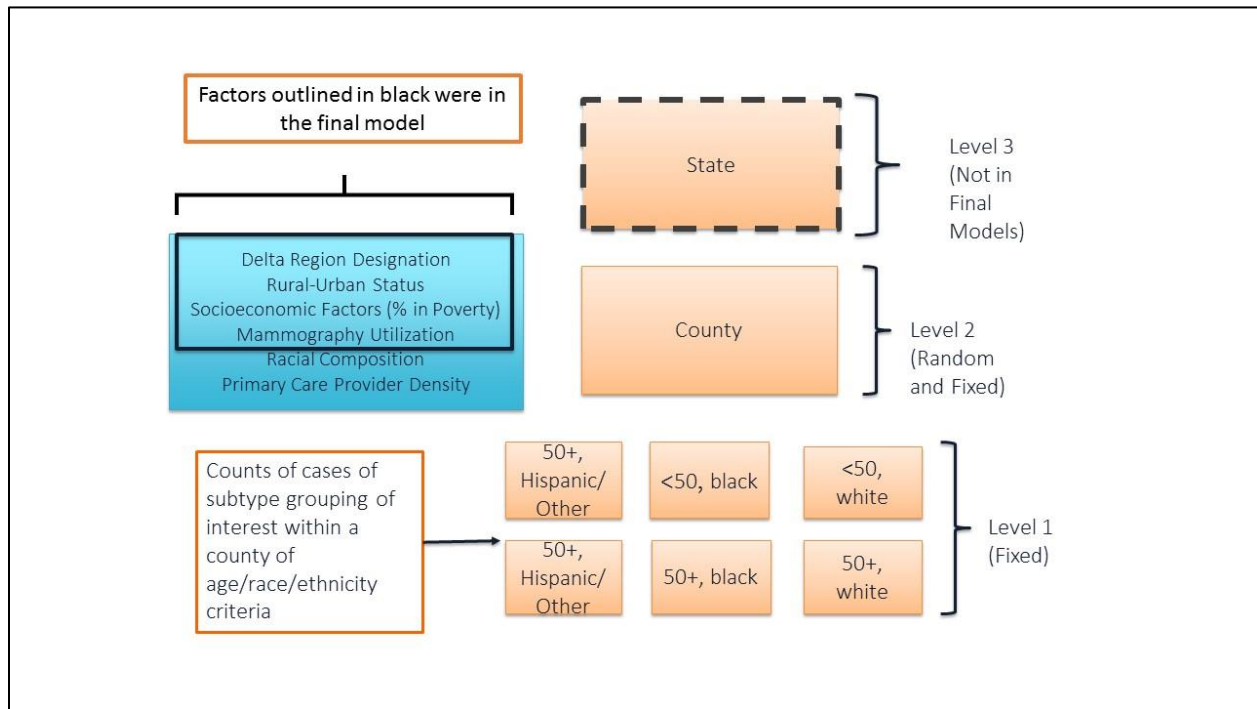 Factors outlined in black were in
the final model
State
Level 3
(Not in
Final
Models)
Delta Region Designation
Rural-Urban Status
Socioeconomic Factors (% in Poverty)
Mammography Utilization
Racial Composition
Primary Care Provider Density
County
Level 2
(Random
and Fixed)
Counts of cases of
subtype grouping of
interest within a
county of
age/race/ethnicity
criteria
50+,
Hispanic/
Other
<50, black
<50,
white
50+,
Hispanic/
Other
50+, black
50+,
white
Level 1
(Fixed)